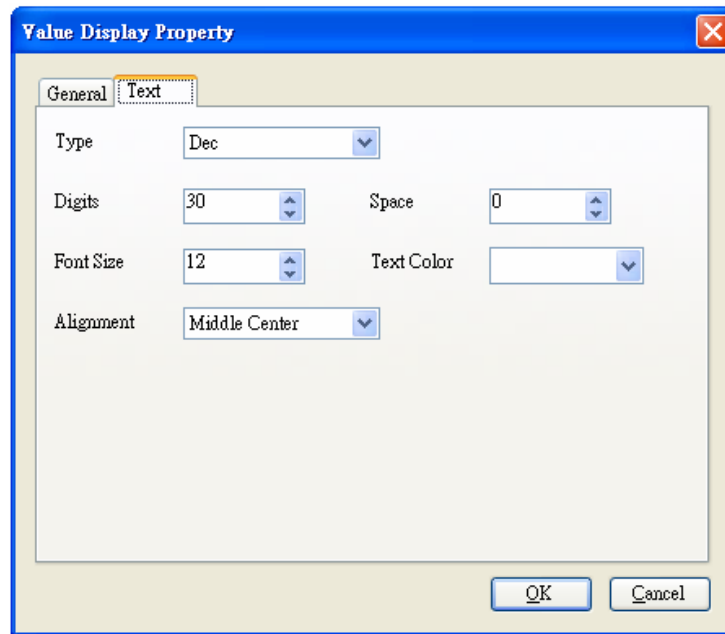 Value Display Property
General Text
Type Dec
Digits 30 Space 0
Font Size 12 Text Color
Alignment Middle Center
OK Cancel